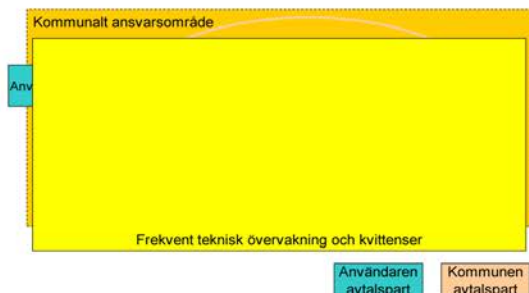 Kommunalt ansvarsområde
Anv
Frekvent teknisk övervakning och kvittenser
Användaren
avtalspart
Kommunen
avtalspart